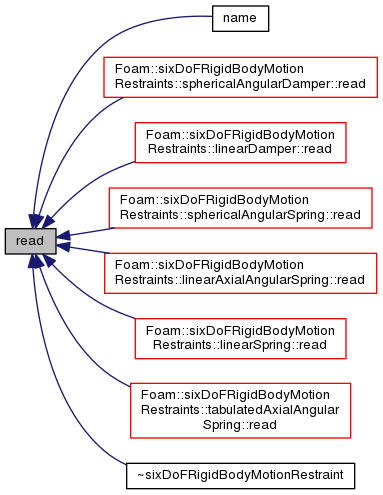 name
Foam::sixDoFRigidBodyMotion
Restraints::sphericalAngularDamper::read
Foam::sixDoFRigidBodyMotion
Restraints::linearDamper::read
Foam::sixDoFRigidBodyMotion
Restraints::sphericalAngularSpring::read
read
Foam::sixDoFRigidBodyMotion
Restraints::linearAxialAngularSpring::read
Foam::sixDoFRigidBodyMotion
Restraints::linearSpring::read
Foam::sixDoFRigidBodyMotion
Restraints::tabulatedAxialAngular
Spring::read
~sixDoFRigidBodyMotionRestraint